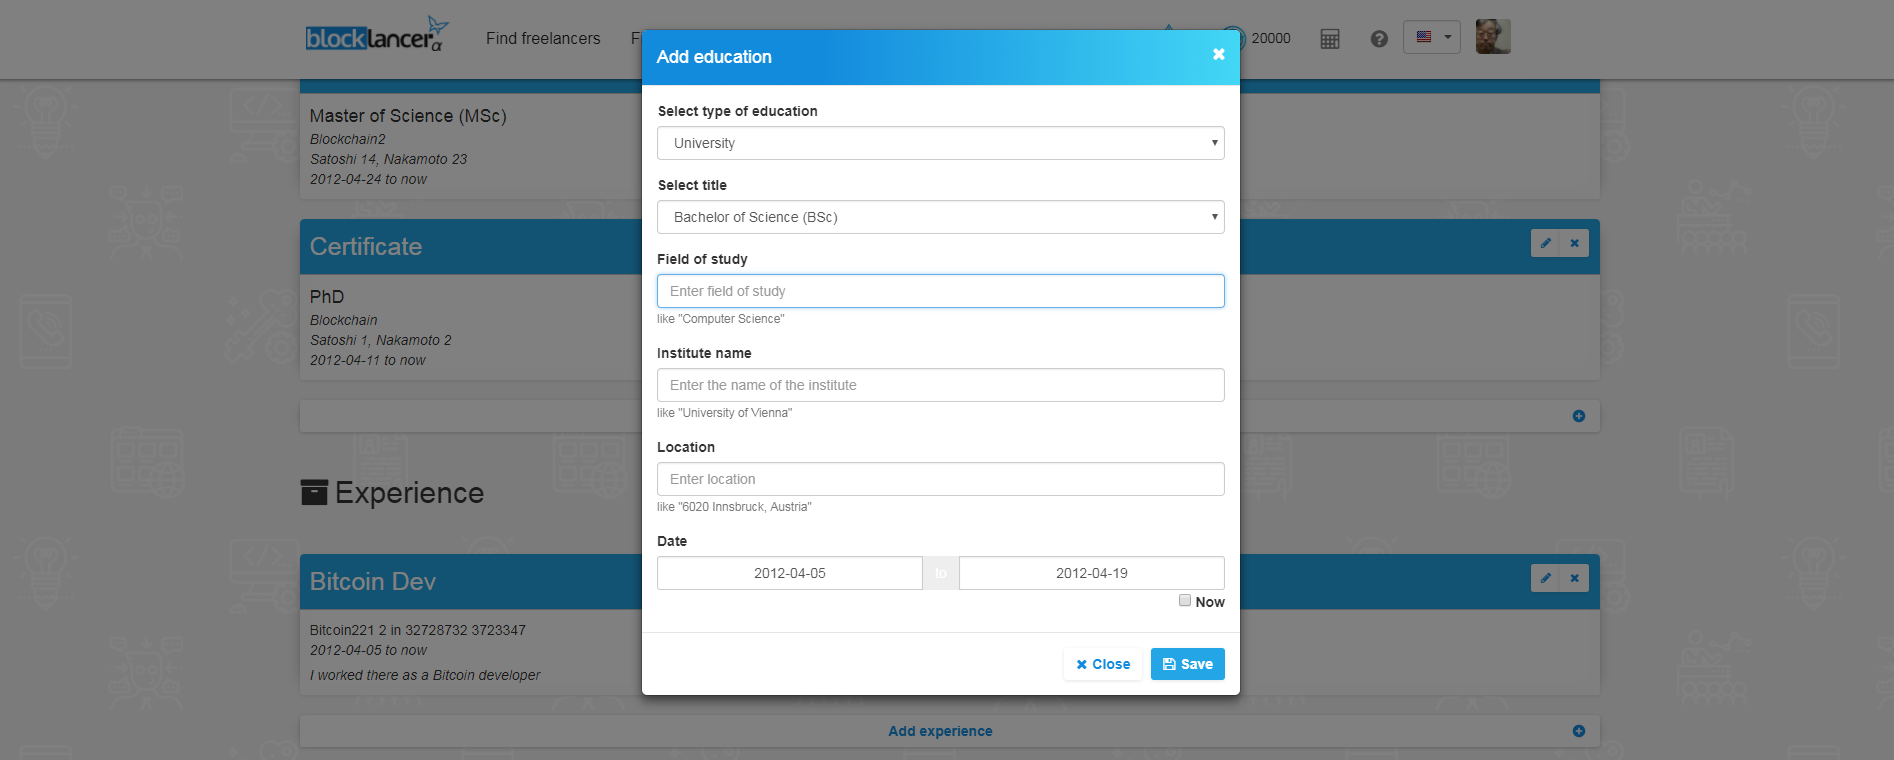 blocklancer α
Find freelancers
20000
Add education
Select type of education
University
Select title
Bachelor of Science (BSc)
Field of study
Enter field of study
like "Computer Science"
Institute name
Enter the name of the institute
like "University of Vienna"
Location
Enter location
like "6020 Innsbruck, Austria"
Date
2012-04-05 to 2012-04-19
Now
Close
Save
Master of Science (MSc)
Blockchain2
Satoshi 14, Nakamoto 23
2012-04-24 to now
Certificate
PhD
Blockchain
Satoshi 1, Nakamoto 2
2012-04-11 to now
Experience
Bitcoin Dev
Bitcoin221 2 in 32728732 3723347
2012-04-05 to now
I worked there as a Bitcoin developer
Add experience